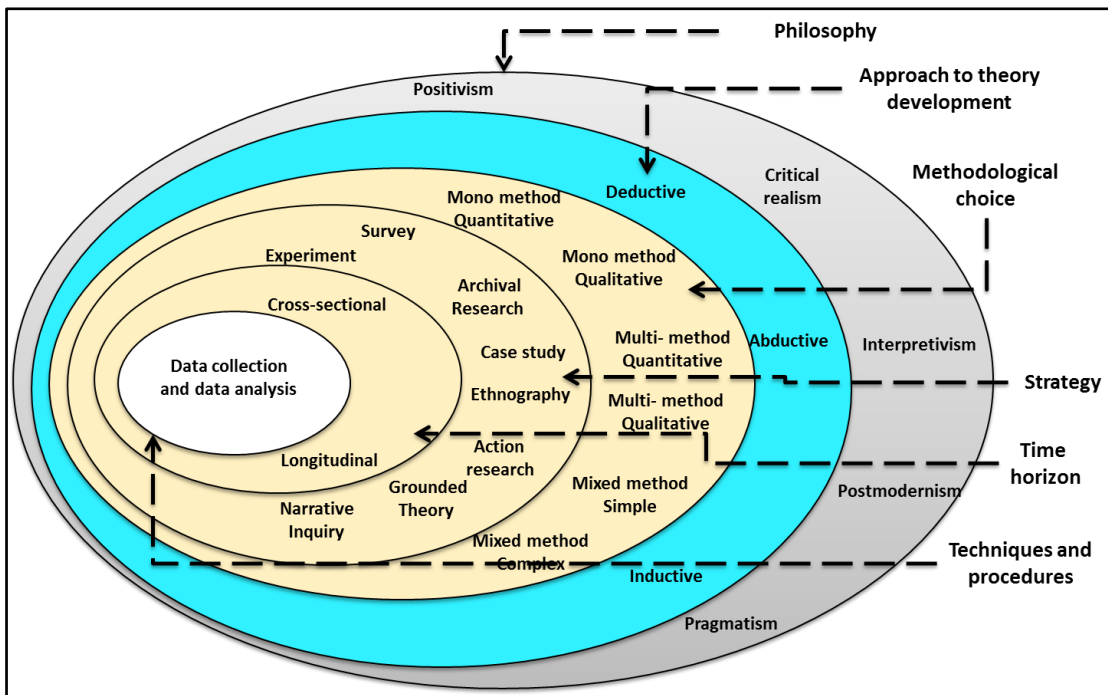 Philosophy
Approach to theory
development
Methodological
choice
Strategy
Time
horizon
Techniques and
procedures
Positivism
Critical
realism
Interpretivism
Postmodernism
Pragmatism
Deductive
Abductive
Inductive
Mono method
Quantitative
Mono method
Qualitative
Multi- method
Quantitative
Multi- method
Qualitative
Mixed method
Simple
Mixed method
Complex
Survey
Experiment
Archival
Research
Case study
Ethnography
Action
research
Grounded
Theory
Narrative
Inquiry
Cross-sectional
Longitudinal
Data collection
and data analysis